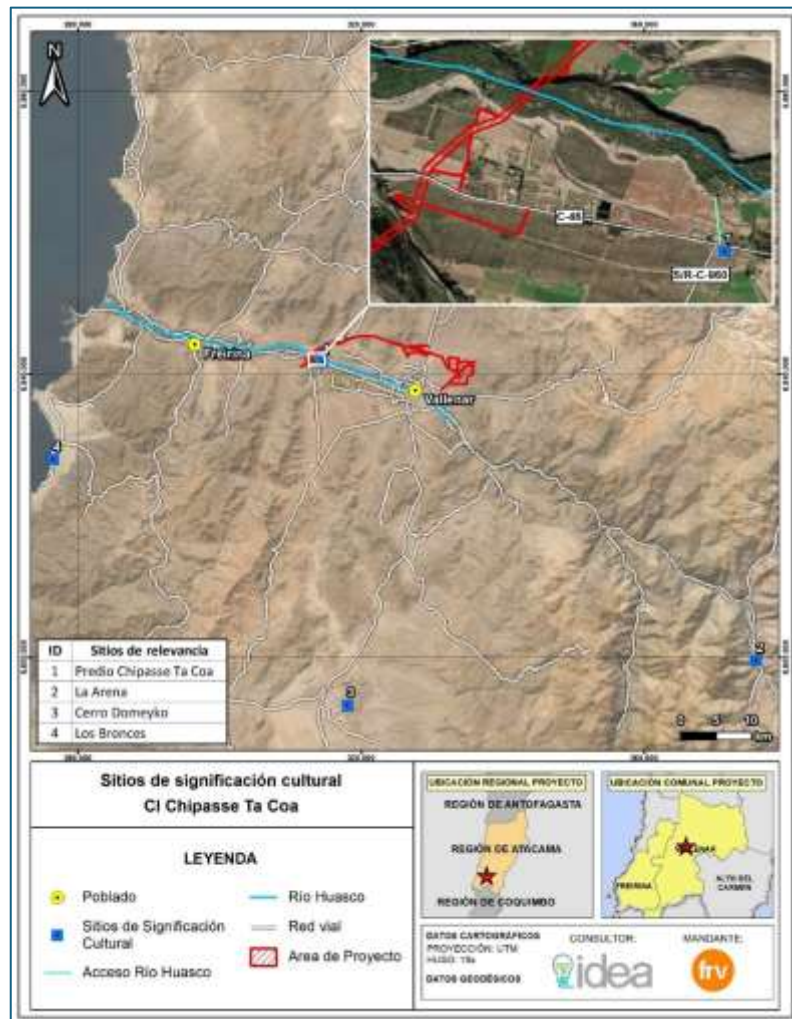 N
C-46
S/R-C-960
Freirina
Vallenar
4
2
3
ID Sitios de relevancia
1 Predio Chipasse Ta Coa
2 La Arena
3 Cerro Domeyko
4 Los Bronces
0 5 10
km
Sitios de significación cultural
CI Chipasse Ta Coa
LEYENDA
Poblado
Sitios de Significación
Cultural
Acceso Río Huasco
Río Huasco
Red vial
Area de Proyecto
UBICACIÓN REGIONAL PROYECTO
REGIÓN DE ANTOFAGASTA
REGIÓN DE ATACAMA
REGIÓN DE COQUIMBO
UBICACIÓN COMUNAL PROYECTO
FREIRINA
ALTO DEL
CARMEN
DATOS CARTOGRÁFICOS
PROYECCIÓN: UTM
HUSO: 19s
DATOS GEODÉSICOS
CONSULTOR:
idea
MANDANTE:
frv